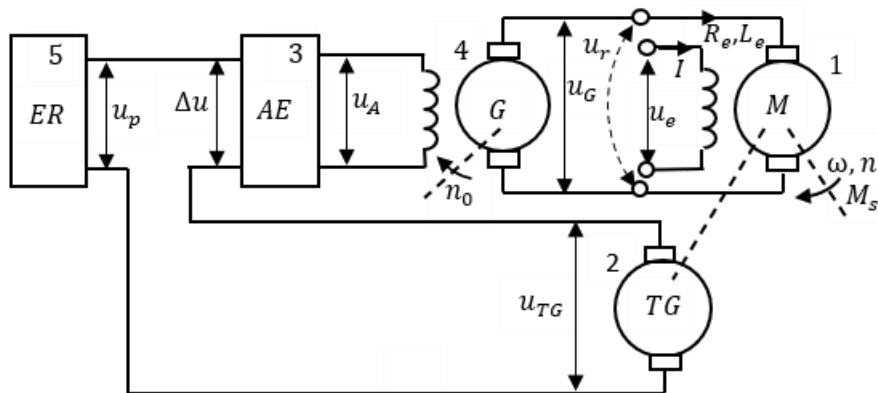 5
ER
u_p
Δu
3
AE
u_A
4
G
n_0
u_G
u_r
R_e, L_e
I
u_e
1
M
ω, n
M_s
2
TG
u_TG